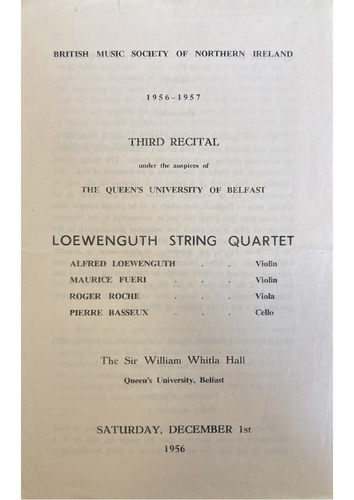 BRITISH MUSIC SOCIETY OF NORTHERN IRELAND
1956-1957
THIRD RECITAL
under the auspices of
THE QUEEN'S UNIVERSITY OF BELFAST
LOEWENGUTH STRING QUARTET
ALFRED LOEWENGUTH . . Violin
MAURICE FUERI . . . Violin
ROGER ROCHE . . . Viola
PIERRE BASSEUX . . . Cello
The Sir William Whitla Hall
Queen's University, Belfast
SATURDAY, DECEMBER 1st
1956